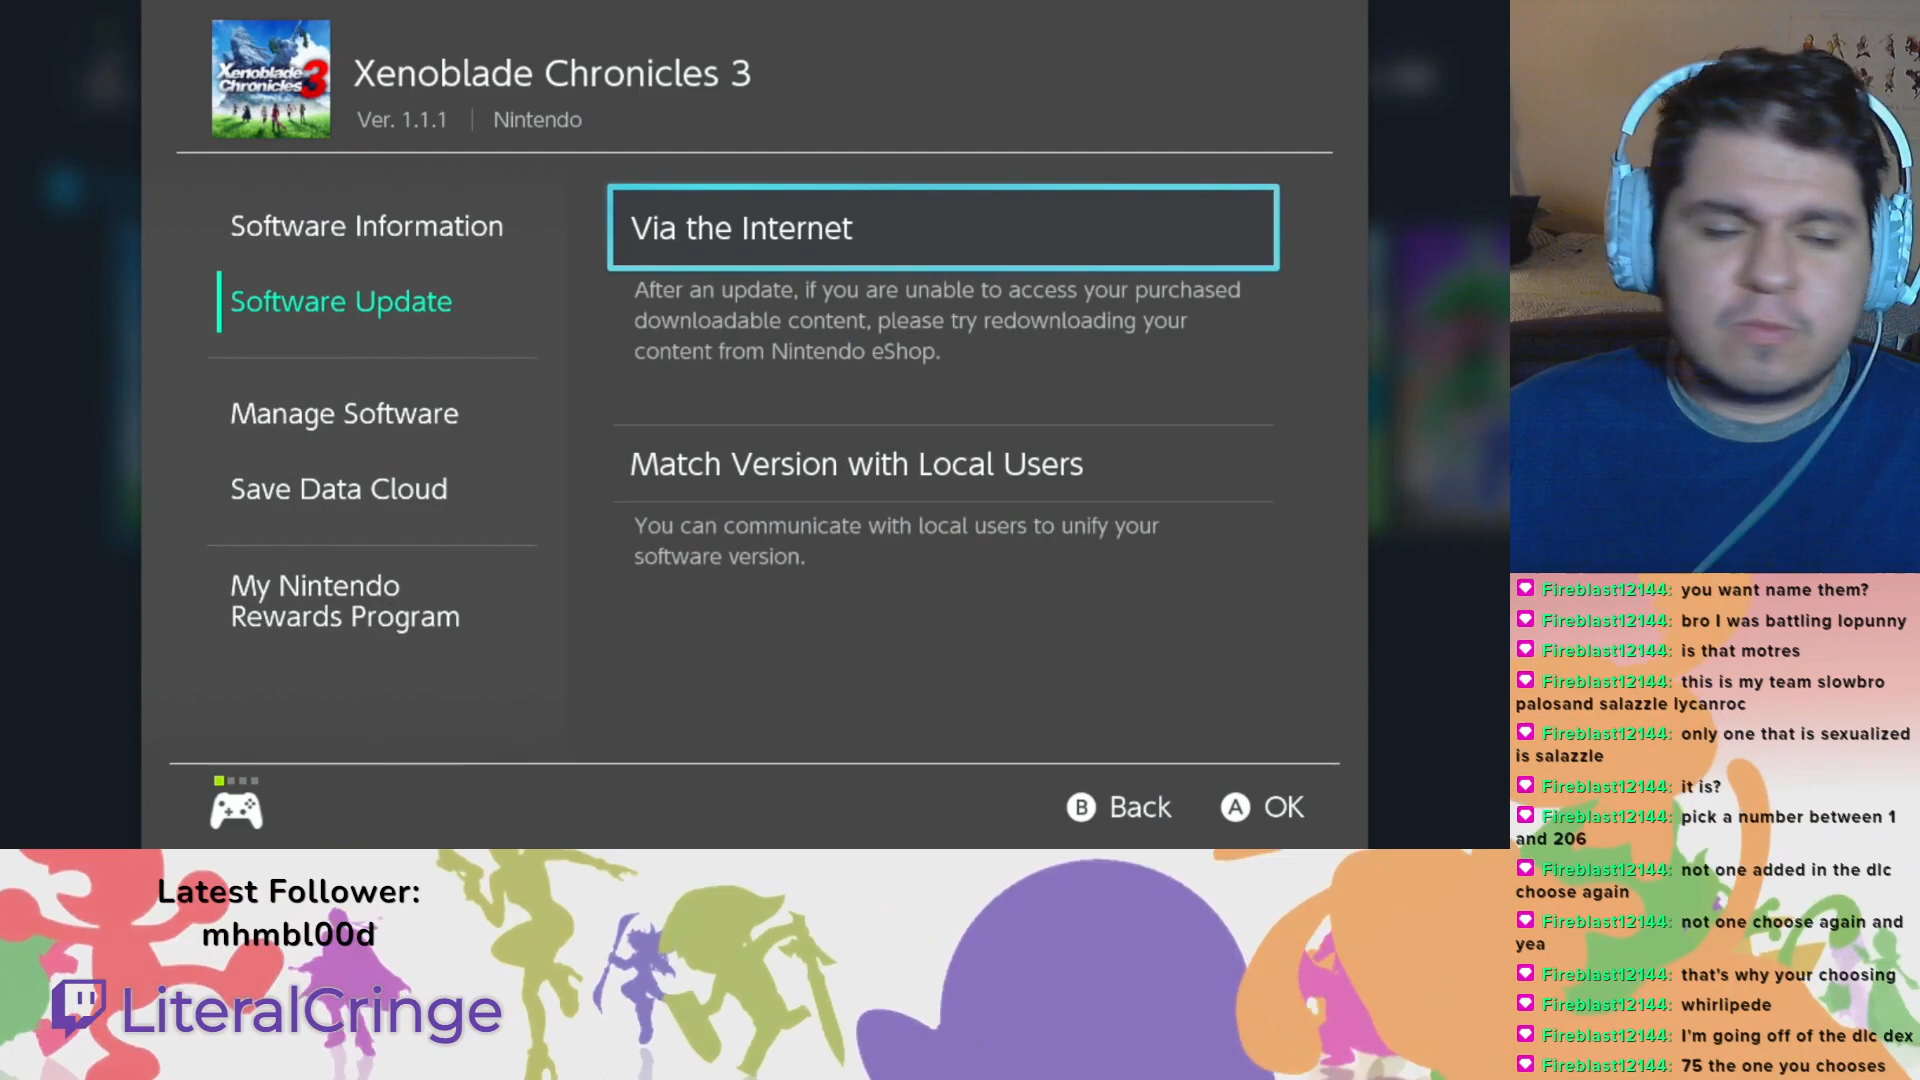 Xenoblade Chronicles 3
Xenoblade Chronicles 3
Ver. 1.1.1 | Nintendo
Software Information
Software Update
Manage Software
Save Data Cloud
My Nintendo
Rewards Program
Via the Internet
After an update, if you are unable to access your purchased
downloadable content, please try redownloading your
content from Nintendo eShop.
Match Version with Local Users
You can communicate with local users to unify your
software version.
B Back
A OK
Fireblast12144: you want name them?
Fireblast12144: bro I was battling lopunny
Fireblast12144: is that motres
Fireblast12144: this is my team slowbro
palosand salazzle lycanroc
Fireblast12144: only one that is sexualized
is salazzle
Fireblast12144: it is?
Fireblast12144: pick a number between 1
and 206
Fireblast12144: not one added in the dlc
choose again
Fireblast12144: not one choose again and
yea
Fireblast12144: that's why your choosing
Fireblast12144: whirlipede
Fireblast12144: I'm going off of the dlc dex
Fireblast12144: 75 the one you chooses
Latest Follower:
mhmbl00d
LiteralCringe